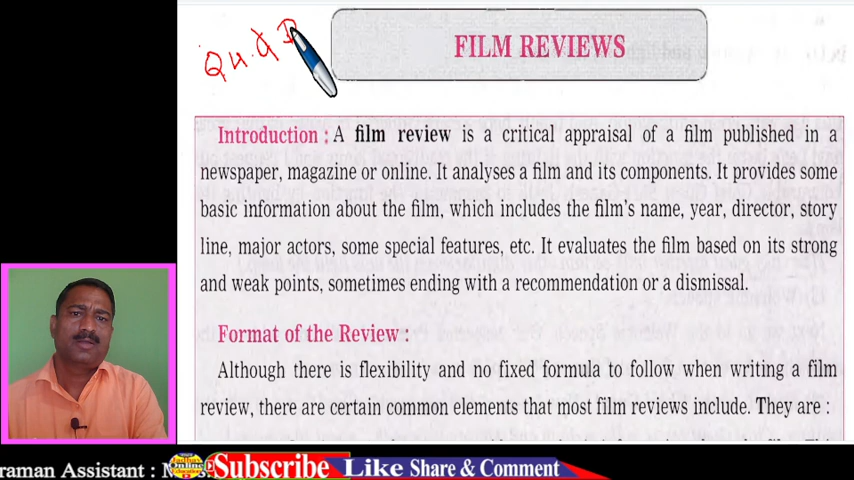 Qu.4 B
FILM REVIEWS
Introduction : A film review is a critical appraisal of a film published in a
newspaper, magazine or online. It analyses a film and its components. It provides some
basic information about the film, which includes the film's name, year, director, story
line, major actors, some special features, etc. It evaluates the film based on its strong
and weak points, sometimes ending with a recommendation or a dismissal.
Format of the Review :
Although there is flexibility and no fixed formula to follow when writing a film
review, there are certain common elements that most film reviews include. They are :
raman Assistant :
Online
Subscribe Like Share & Comment